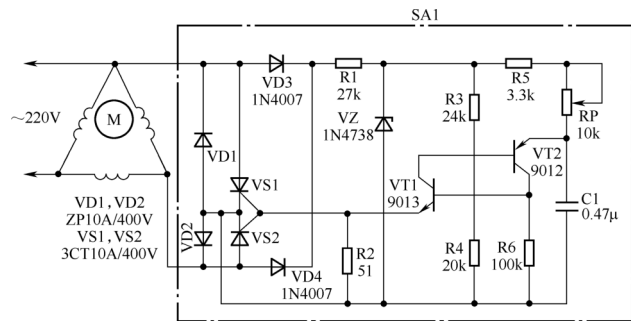 SA1
VD3
1N4007
R1
27k
R5
3.3k
~220V
M
VZ
1N4738
R3
24k
RP
10k
VD1
VT2
9012
VT1
9013
VS1
VD1,VD2
ZP10A/400V
VS1,VS2
3CT10A/400V
VD2
VS2
C1
0.47μ
R2
51
R4
20k
R6
100k
VD4
1N4007